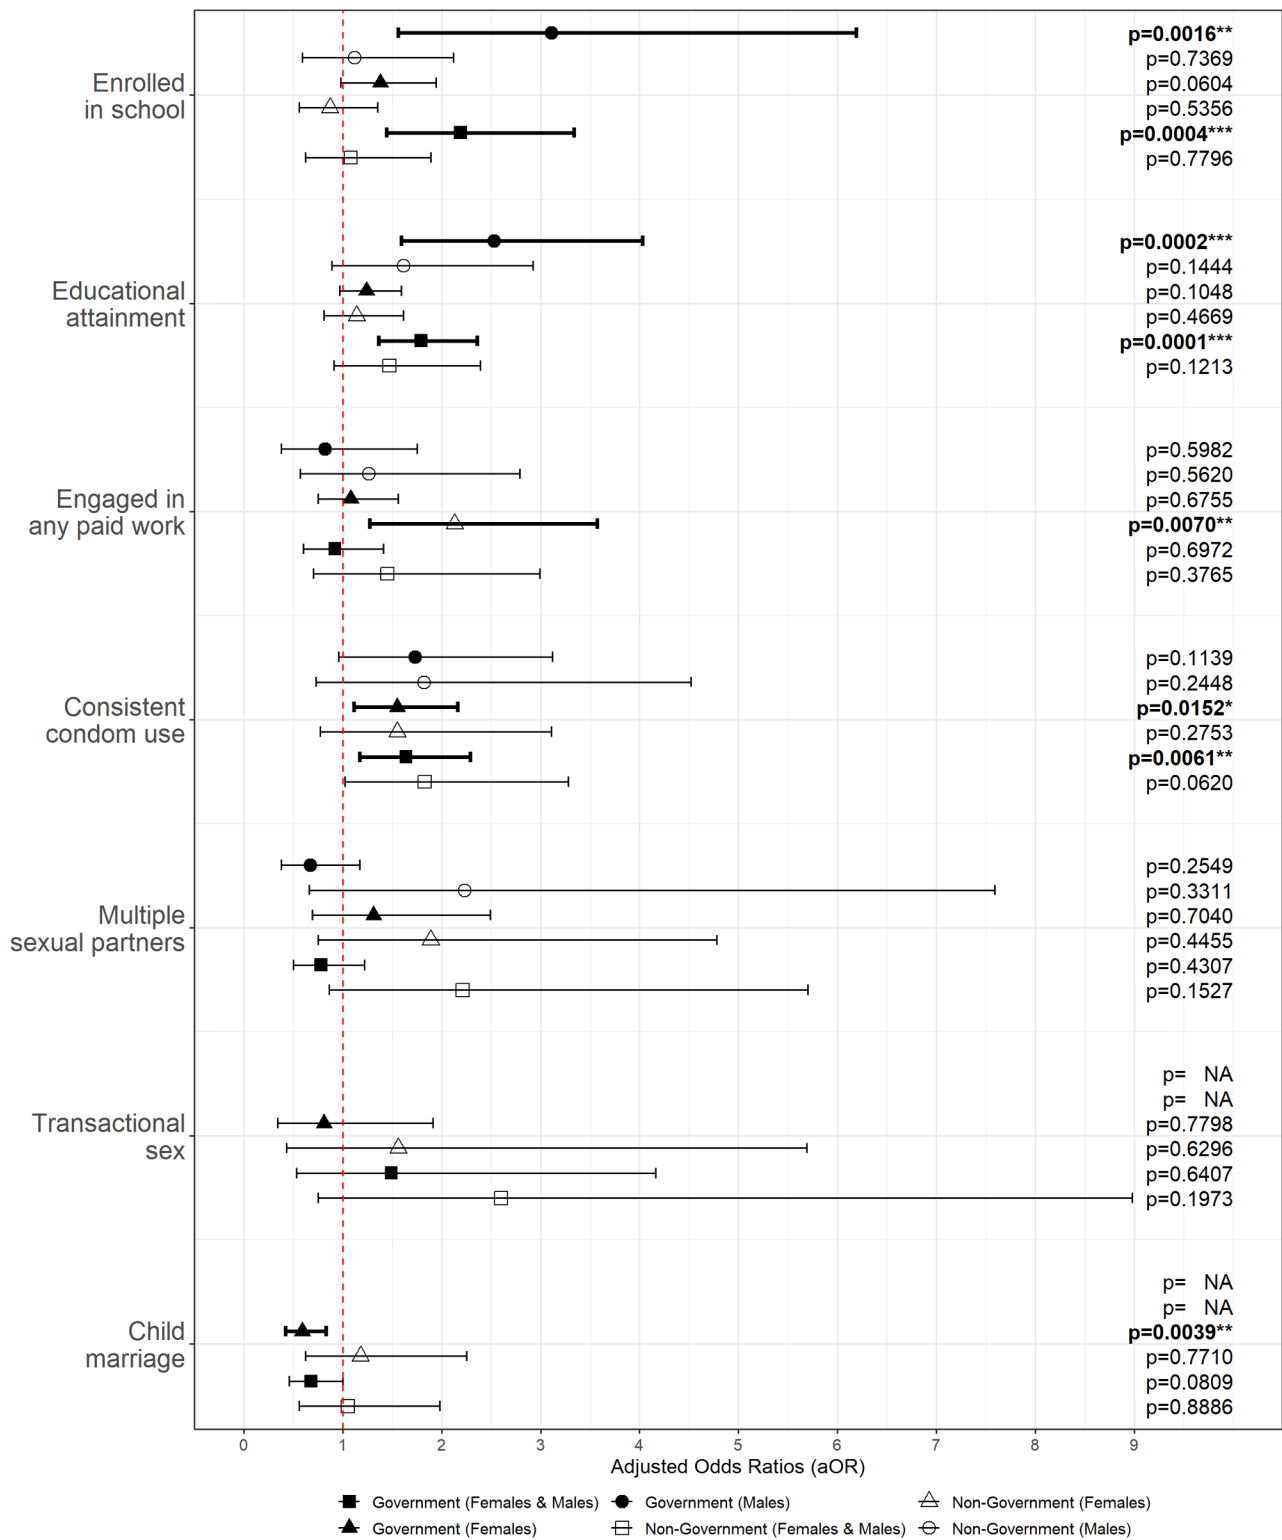 Enrolled
in school
p=0.0016**
p=0.7369
p=0.0604
p=0.5356
p=0.0004***
p=0.7796
Educational
attainment
p=0.0002***
p=0.1444
p=0.1048
p=0.4669
p=0.0001***
p=0.1213
Engaged in
any paid work
p=0.5982
p=0.5620
p=0.6755
p=0.0070**
p=0.6972
p=0.3765
Consistent
condom use
p=0.1139
p=0.2448
p=0.0152*
p=0.2753
p=0.0061**
p=0.0620
Multiple
sexual partners
p=0.2549
p=0.3311
p=0.7040
p=0.4455
p=0.4307
p=0.1527
Transactional
sex
p= NA
p= NA
p=0.7798
p=0.6296
p=0.6407
p=0.1973
Child
marriage
p= NA
p= NA
p=0.0039**
p=0.7710
p=0.0809
p=0.8886
0 1 2 3 4 5 6 7 8 9
Adjusted Odds Ratios (aOR)
Government (Females & Males) Government (Males) Non-Government (Females)
Government (Females) Non-Government (Females & Males) Non-Government (Males)